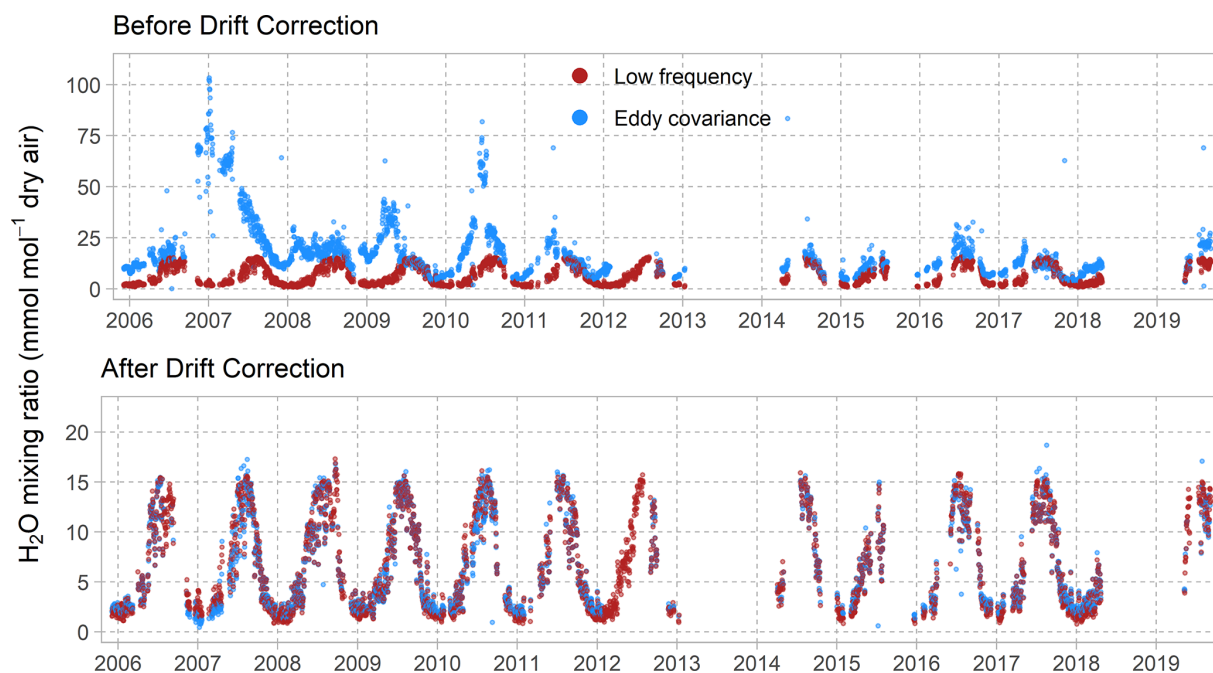 Before Drift Correction
Low frequency
Eddy covariance
100
75
50
25
0
2006 2007 2008 2009 2010 2011 2012 2013 2014 2015 2016 2017 2018 2019
H₂O mixing ratio (mmol mol⁻¹ dry air)
After Drift Correction
20
15
10
5
0
2006 2007 2008 2009 2010 2011 2012 2013 2014 2015 2016 2017 2018 2019